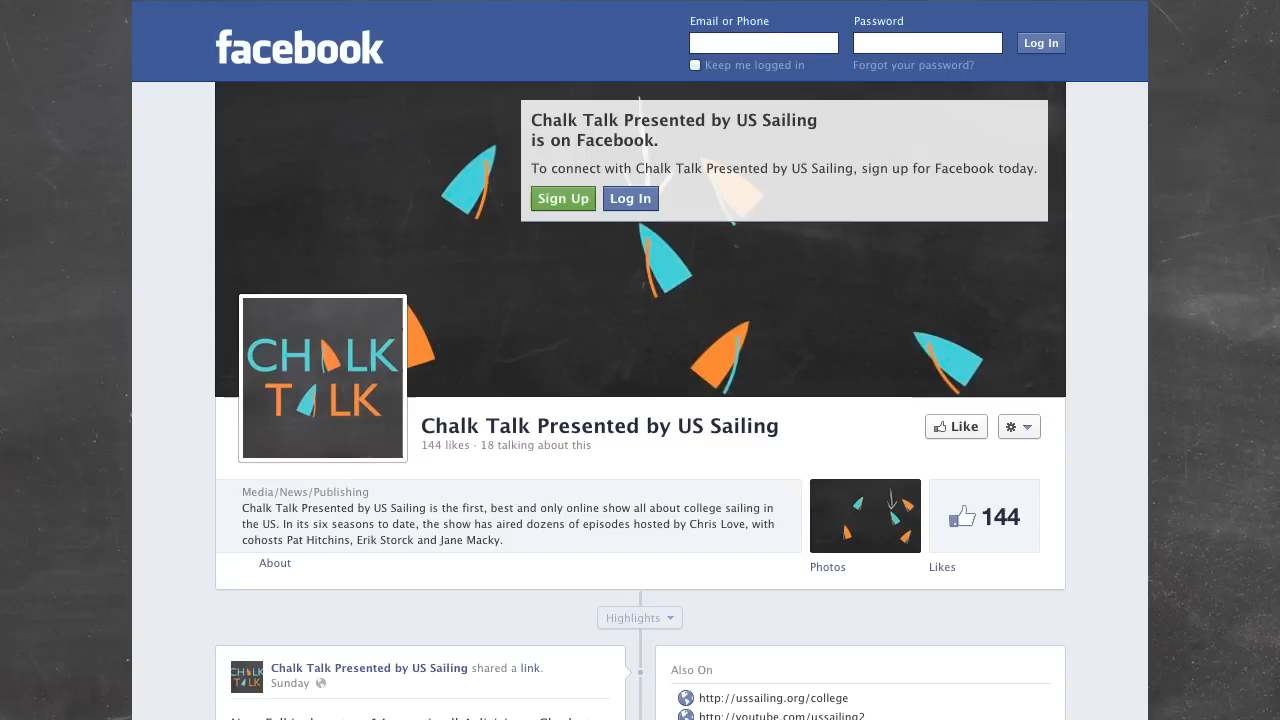 facebook
Email or Phone
Password
Log In
Keep me logged in
Forgot your password?
Chalk Talk Presented by US Sailing
is on Facebook.
To connect with Chalk Talk Presented by US Sailing, sign up for Facebook today.
Sign Up
Log In
CHALK
TALK
Chalk Talk Presented by US Sailing
144 likes · 18 talking about this
Like
Media/News/Publishing
Chalk Talk Presented by US Sailing is the first, best and only online show all about college sailing in
the US. In its six seasons to date, the show has aired dozens of episodes hosted by Chris Love, with
cohosts Pat Hitchins, Erik Storck and Jane Macky.
About
144
Photos
Likes
Highlights
CHALK
TALK
Chalk Talk Presented by US Sailing shared a link.
Sunday
Also On
http://ussailing.org/college
http://youtube.com/ussailing2